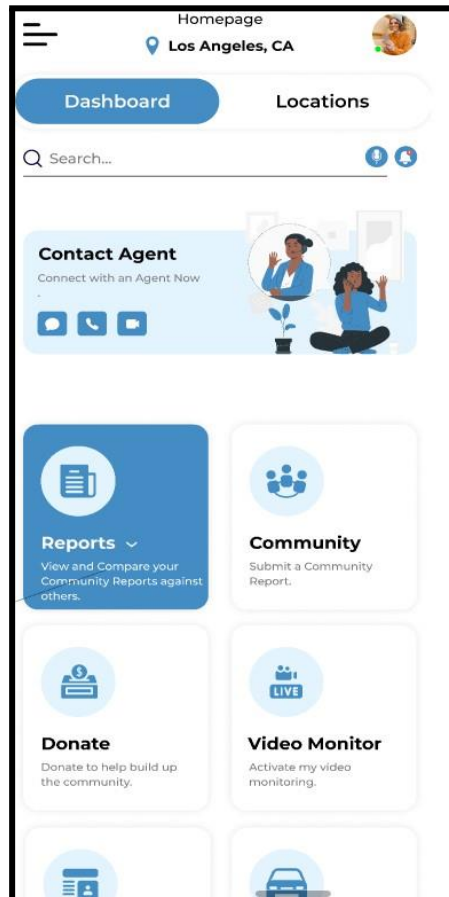 Homepage
Los Angeles, CA
Dashboard
Locations
Search...
Contact Agent
Connect with an Agent Now
.
Reports
View and Compare your
Community Reports against
others.
Community
Submit a Community
Report.
Donate
Donate to help build up
the community.
LIVE
Video Monitor
Activate my video
monitoring.